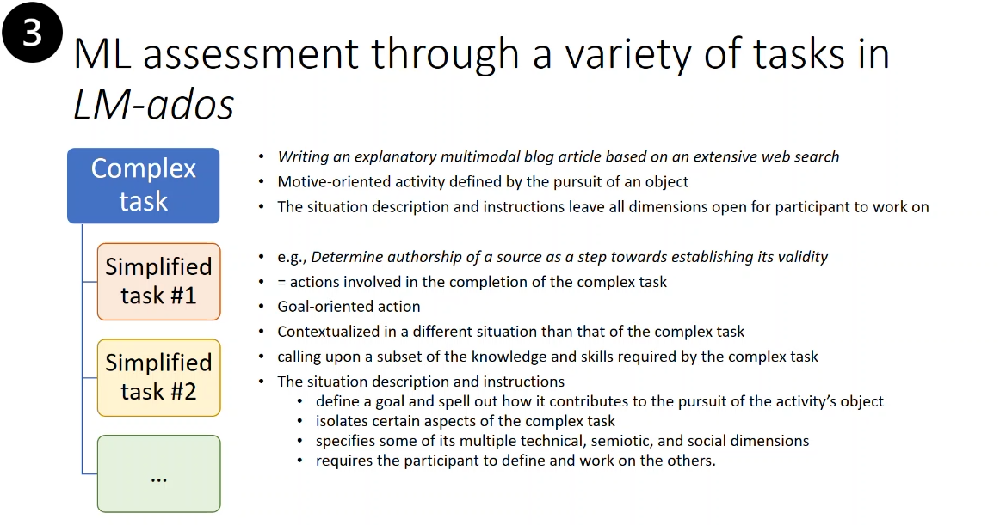 3
ML assessment through a variety of tasks in
LM-ados
Complex
task
• Writing an explanatory multimodal blog article based on an extensive web search
• Motive-oriented activity defined by the pursuit of an object
• The situation description and instructions leave all dimensions open for participant to work on
Simplified
task #1
Simplified
task #2
...
• e.g., Determine authorship of a source as a step towards establishing its validity
• = actions involved in the completion of the complex task
• Goal-oriented action
• Contextualized in a different situation than that of the complex task
• calling upon a subset of the knowledge and skills required by the complex task
• The situation description and instructions
• define a goal and spell out how it contributes to the pursuit of the activity's object
• isolates certain aspects of the complex task
• specifies some of its multiple technical, semiotic, and social dimensions
• requires the participant to define and work on the others.